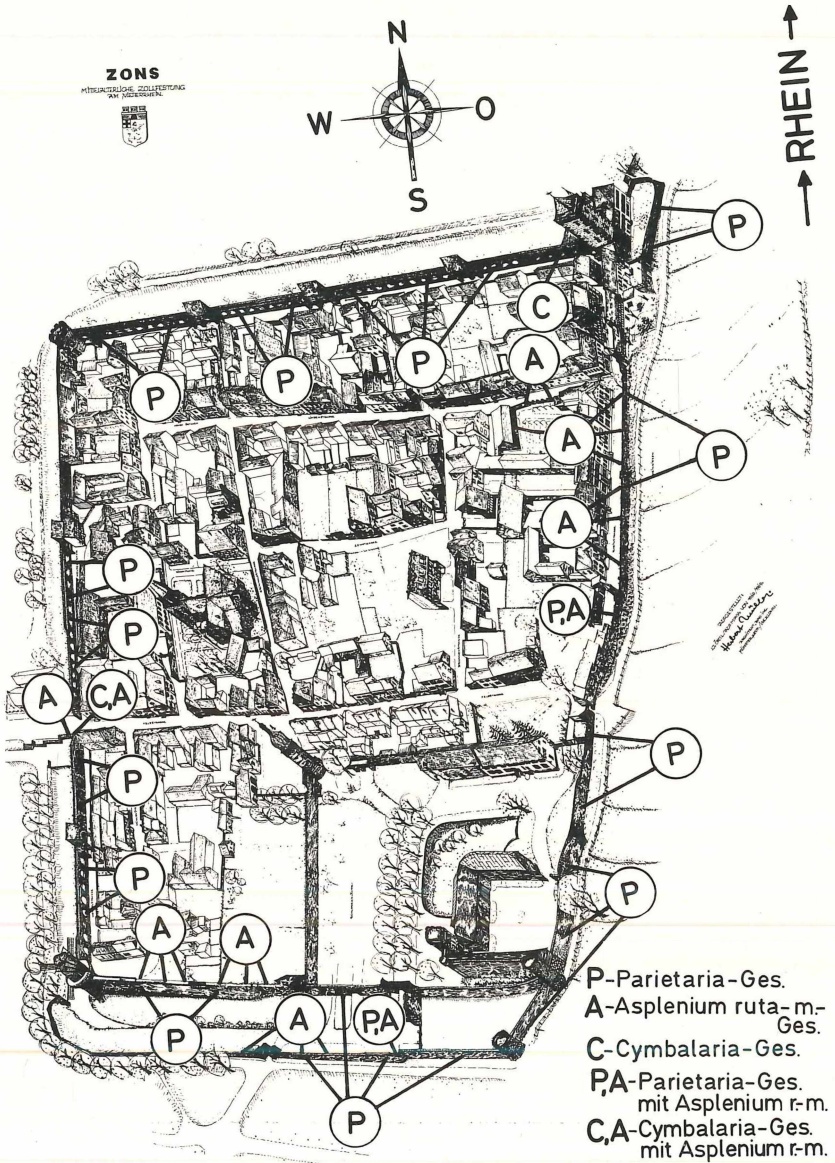 ZONS
MITTELALTERLICHE ZOLLFESTUNG
AM NIEDERRHEIN
N
W
O
S
RHEIN
P
C
A
P
P
P
A
P
A
P
P,A
P
A
C,A
P
P
P
P
A
A
P
A
P,A
P
P-Parietaria-Ges.
A-Asplenium ruta-m.-
Ges.
C-Cymbalaria-Ges.
P,A-Parietaria-Ges.
mit Asplenium r.-m.
C,A-Cymbalaria-Ges.
mit Asplenium r.-m.